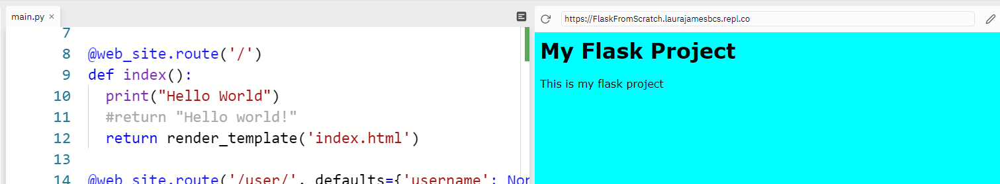 main.py ×
https://FlaskFromScratch.laurajamesbcs.repl.co
7
8 @web_site.route('/')
9 def index():
10 print("Hello World")
11 #return "Hello world!"
12 return render_template('index.html')
13
14 @web_site.route('/user/', defaults={'username': Non
My Flask Project
This is my flask project